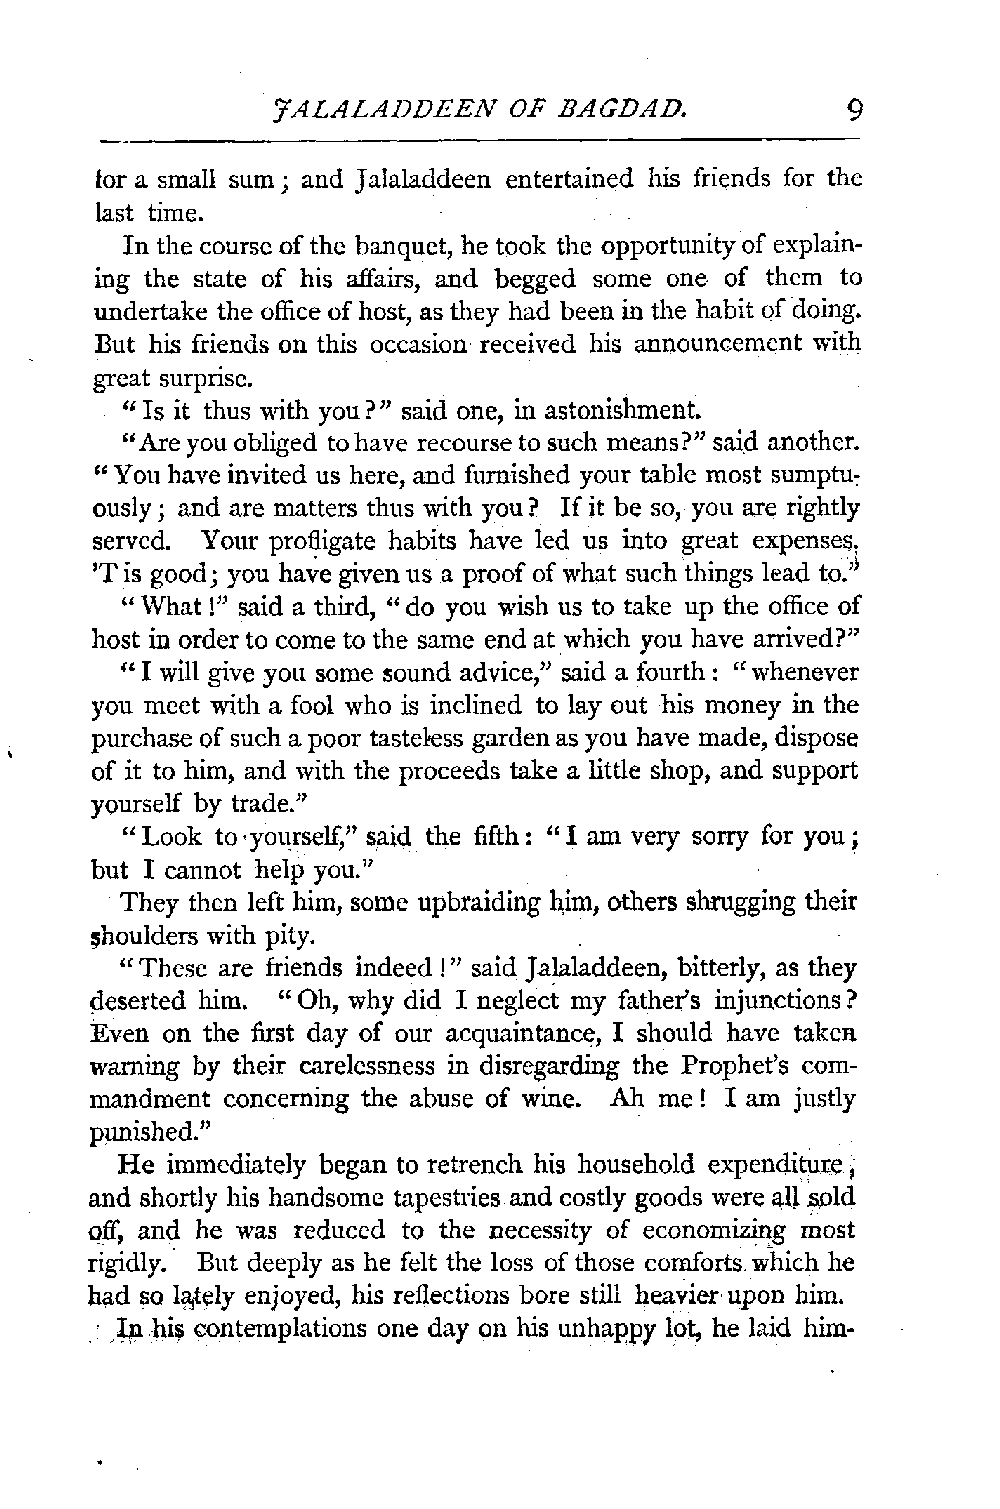 JALALADDEEN OF BAGDAD. 9
for a small sum; and Jalaladdeen entertained his friends for the
last time.
In the course of the banquet, he took the opportunity of explain-
ing the state of his affairs, and begged some one of them to
undertake the office of host, as they had been in the habit of doing.
But his friends on this occasion received his announcement with
great surprise.
"Is it thus with you?" said one, in astonishment.
"Are you obliged to have recourse to such means?" said another.
"You have invited us here, and furnished your table most sumptu-
ously; and are matters thus with you? If it be so, you are rightly
served. Your profligate habits have led us into great expenses.
'T is good; you have given us a proof of what such things lead to."
"What!" said a third, "do you wish us to take up the office of
host in order to come to the same end at which you have arrived?"
"I will give you some sound advice," said a fourth: "whenever
you meet with a fool who is inclined to lay out his money in the
purchase of such a poor tasteless garden as you have made, dispose
of it to him, and with the proceeds take a little shop, and support
yourself by trade."
"Look to yourself," said the fifth: "I am very sorry for you;
but I cannot help you."
They then left him, some upbraiding him, others shrugging their
shoulders with pity.
"These are friends indeed!" said Jalaladdeen, bitterly, as they
deserted him. "Oh, why did I neglect my father's injunctions?
Even on the first day of our acquaintance, I should have taken
warning by their carelessness in disregarding the Prophet's com-
mandment concerning the abuse of wine. Ah me! I am justly
punished."
He immediately began to retrench his household expenditure;
and shortly his handsome tapestries and costly goods were all sold
off, and he was reduced to the necessity of economizing most
rigidly. But deeply as he felt the loss of those comforts which he
had so lately enjoyed, his reflections bore still heavier upon him.
In his contemplations one day on his unhappy lot, he laid him-